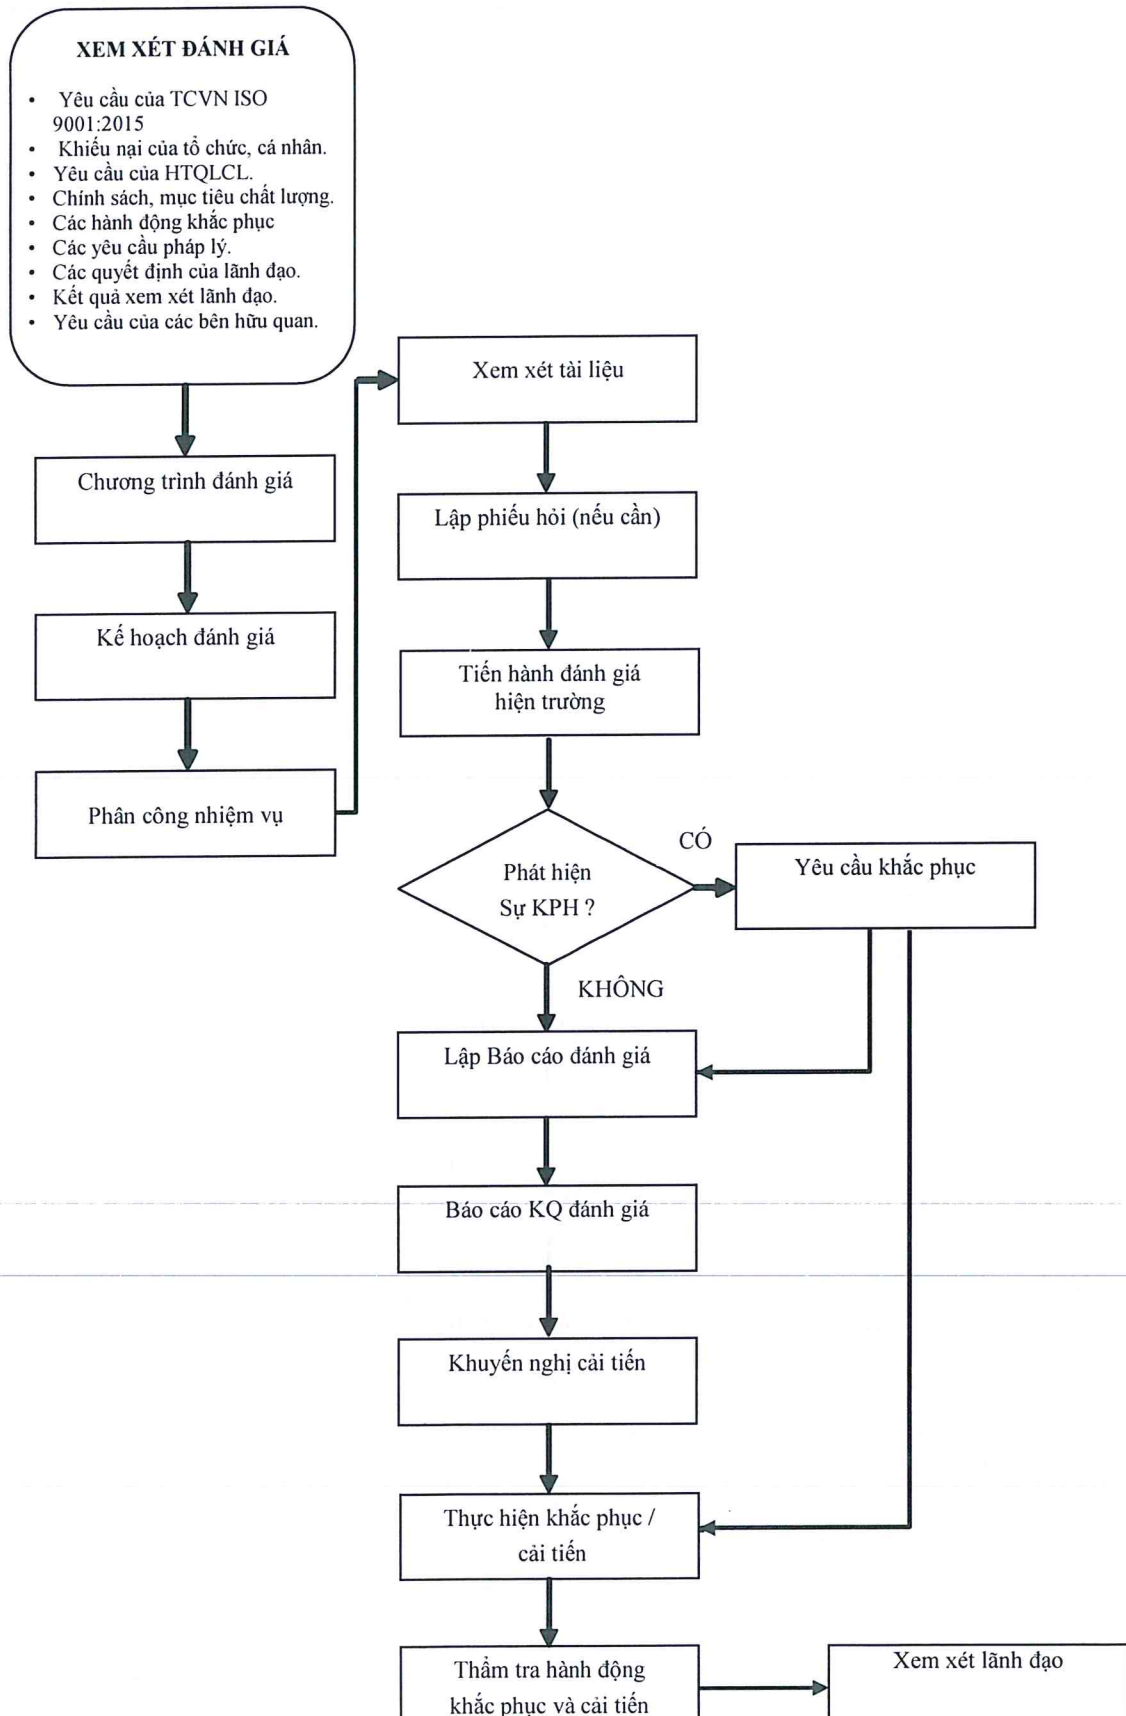 XEM XÉT ĐÁNH GIÁ
• Yêu cầu của TCVN ISO
9001:2015
• Khiếu nại của tổ chức, cá nhân.
• Yêu cầu của HTQLCL.
• Chính sách, mục tiêu chất lượng.
• Các hành động khắc phục
• Các yêu cầu pháp lý.
• Các quyết định của lãnh đạo.
• Kết quả xem xét lãnh đạo.
• Yêu cầu của các bên hữu quan.
Chương trình đánh giá
Kế hoạch đánh giá
Phân công nhiệm vụ
Xem xét tài liệu
Lập phiếu hỏi (nếu cần)
Tiến hành đánh giá
hiện trường
Phát hiện
Sự KPH ?
CÓ
Yêu cầu khắc phục
KHÔNG
Lập Báo cáo đánh giá
Báo cáo KQ đánh giá
Khuyến nghị cải tiến
Thực hiện khắc phục /
cải tiến
Thẩm tra hành động
khắc phục và cải tiến
Xem xét lãnh đạo